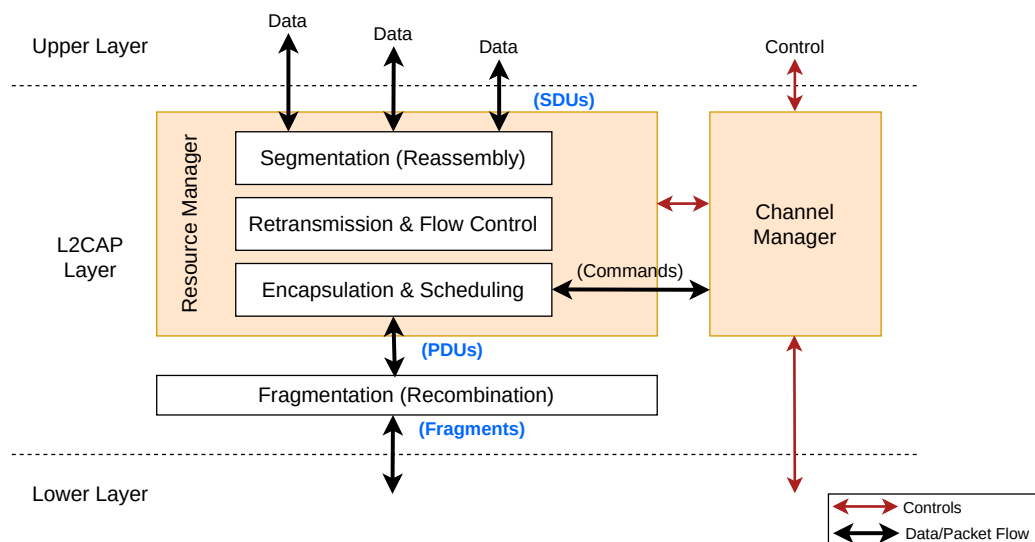 Data
Data
Data
Upper Layer
Control
(SDUs)
Resource Manager
Segmentation (Reassembly)
Retransmission & Flow Control
Channel
Manager
L2CAP
Layer
(Commands)
Encapsulation & Scheduling
(PDUs)
Fragmentation (Recombination)
(Fragments)
Lower Layer
Controls
Data/Packet Flow